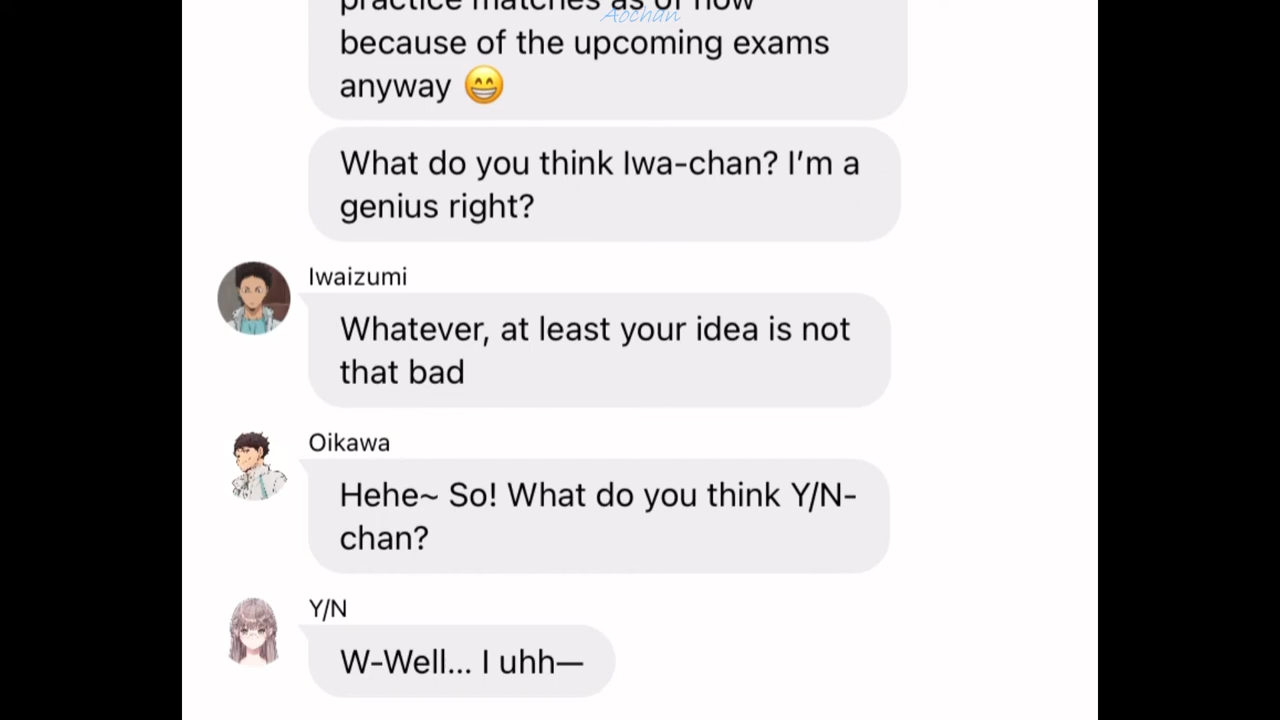 practice matches as of now
Aochan
because of the upcoming exams
anyway 😁
What do you think Iwa-chan? I'm a
genius right?
Iwaizumi
Whatever, at least your idea is not
that bad
Oikawa
Hehe~ So! What do you think Y/N-
chan?
Y/N
W-Well... I uhh—